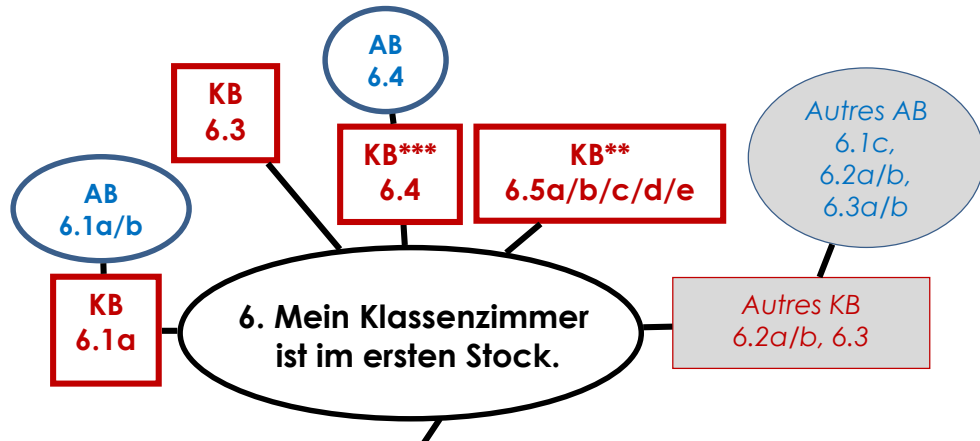 AB
6.4
KB
6.3
KB***
6.4
KB**
6.5a/b/c/d/e
Autres AB
6.1c,
6.2a/b,
6.3a/b
AB
6.1a/b
KB
6.1a
6. Mein Klassenzimmer
ist im ersten Stock.
Autres KB
6.2a/b, 6.3